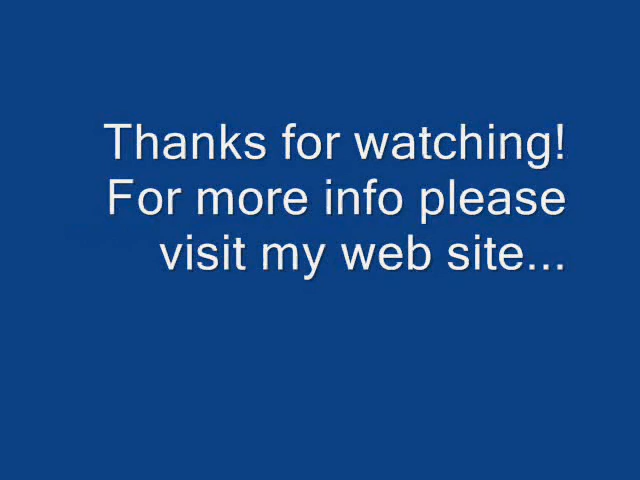 Thanks for watching!
For more info please
visit my web site...